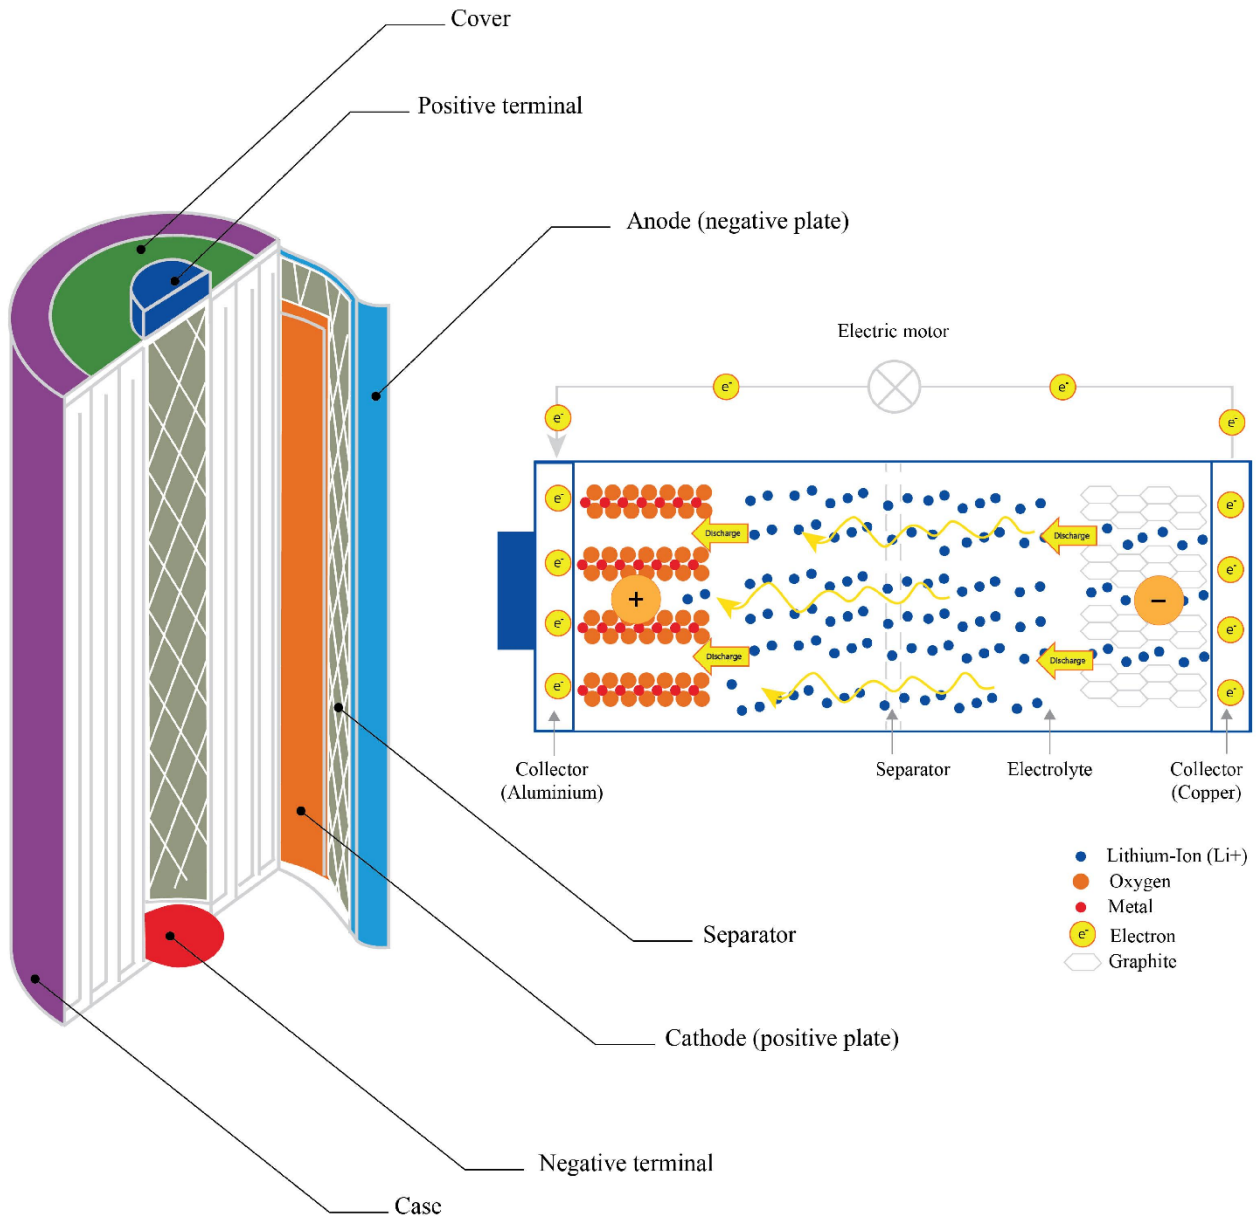 Cover
Positive terminal
Anode (negative plate)
Electric motor
e-
e-
e-
e-
e-
e-
e-
e-
e-
e-
e-
e-
Discharge
Discharge
+
−
Discharge
Discharge
Collector
(Aluminium)
Separator
Electrolyte
Collector
(Copper)
Lithium-Ion (Li+)
Oxygen
Metal
e- Electron
Graphite
Separator
Cathode (positive plate)
Negative terminal
Case